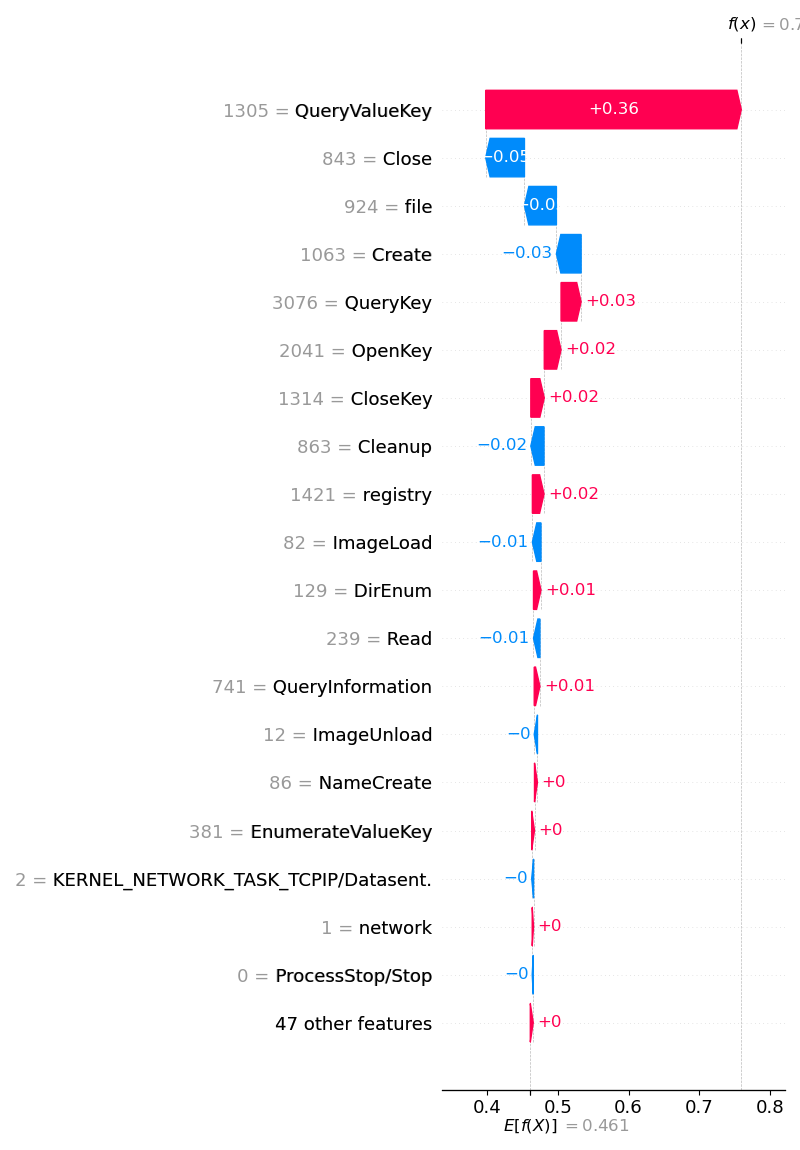 f(x) = 0.7
1305 = QueryValueKey
+0.36
843 = Close
−0.05
924 = file
−0.0
1063 = Create
−0.03
3076 = QueryKey
+0.03
2041 = OpenKey
+0.02
1314 = CloseKey
+0.02
863 = Cleanup
−0.02
1421 = registry
+0.02
82 = ImageLoad
−0.01
129 = DirEnum
+0.01
239 = Read
−0.01
741 = QueryInformation
+0.01
12 = ImageUnload
−0
86 = NameCreate
+0
381 = EnumerateValueKey
+0
2 = KERNEL_NETWORK_TASK_TCPIP/Datasent.
−0
1 = network
+0
0 = ProcessStop/Stop
−0
47 other features
+0
0.4 0.5 0.6 0.7 0.8
E[f(X)] = 0.461